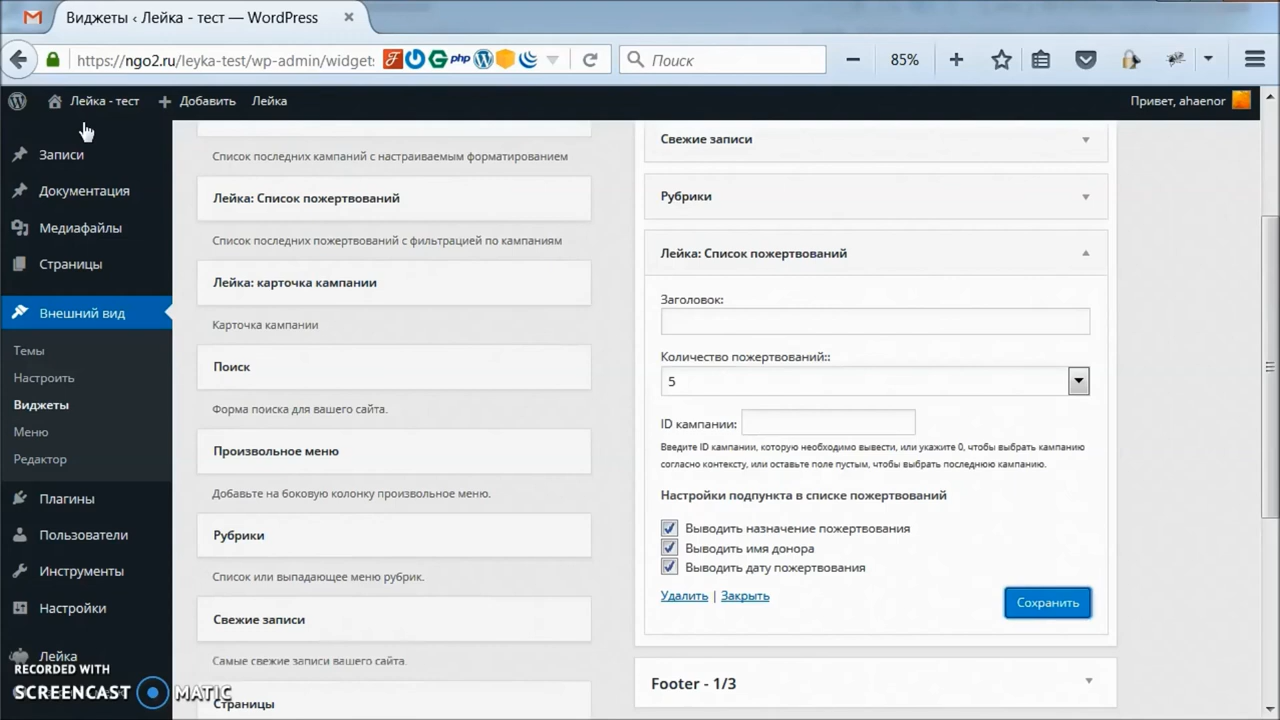 Виджеты ‹ Лейка - тест — WordPress
https://ngo2.ru/leyka-test/wp-admin/widget:
php
Поиск
85%
Лейка - тест
Добавить
Лейка
Привет, ahaenor
Записи
Документация
Медиафайлы
Страницы
Внешний вид
Темы
Настроить
Виджеты
Меню
Редактор
Плагины
Пользователи
Инструменты
Настройки
Лейка
RECORDED WITH
SCREENCAST MATIC
Список последних кампаний с настраиваемым форматированием
Лейка: Список пожертвований
Список последних пожертвований с фильтрацией по кампаниям
Лейка: карточка кампании
Карточка кампании
Поиск
Форма поиска для вашего сайта.
Произвольное меню
Добавьте на боковую колонку произвольное меню.
Рубрики
Список или выпадающее меню рубрик.
Свежие записи
Самые свежие записи вашего сайта.
Страницы
Свежие записи
Рубрики
Лейка: Список пожертвований
Заголовок:
Количество пожертвований::
5
ID кампании:
Введите ID кампании, которую необходимо вывести, или укажите 0, чтобы выбрать кампанию
согласно контексту, или оставьте поле пустым, чтобы выбрать последнюю кампанию.
Настройки подпункта в списке пожертвований
Выводить назначение пожертвования
Выводить имя донора
Выводить дату пожертвования
Удалить | Закрыть
Сохранить
Footer - 1/3